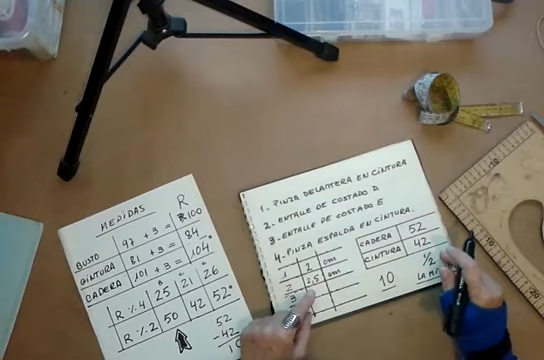 MEDIDAS
R
BUSTO 97 + 3 = 100
CINTURA 81 + 3 = 84
CADERA 101 + 3 = 104
R ½.4 25 21 26
R ½.2 50 42 52
52
-42
1- PINZA DELANTERA EN CINTURA
2- ENTALLE DE COSTADO D
3- ENTALLE DE COSTADO E
4- PINZA ESPALDA EN CINTURA.
1 2 cm
2 2,5 cm
3
CADERA 52
CINTURA 42
10 1/2